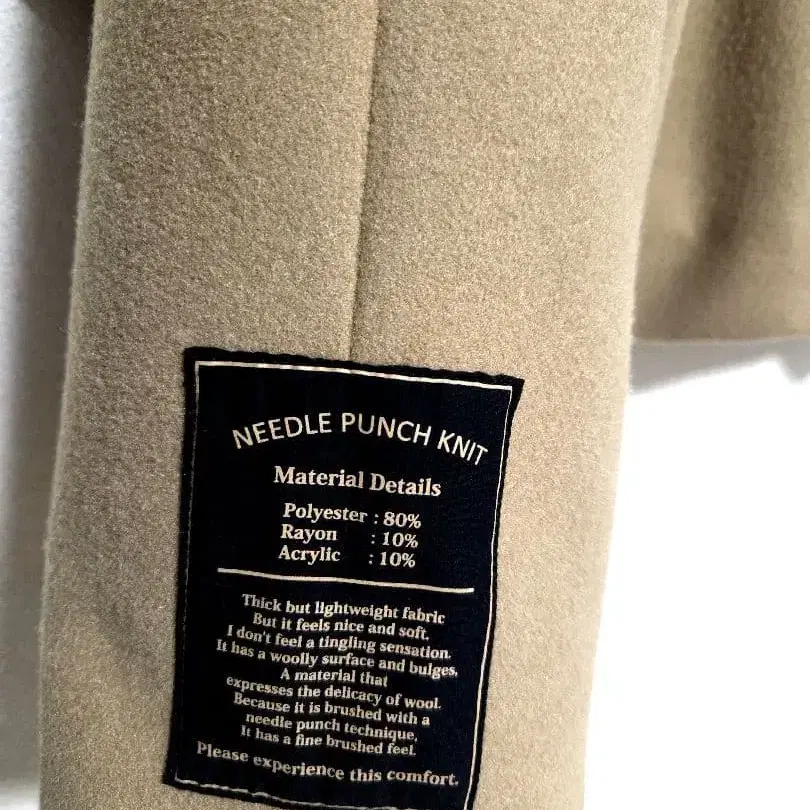 NEEDLE PUNCH KNIT
Material Details
Polyester : 80%
Rayon : 10%
Acrylic : 10%
Thick but lightweight fabric
But it feels nice and soft.
I don't feel a tingling sensation.
It has a woolly surface and bulges.
A material that
expresses the delicacy of wool.
Because it is brushed with a
needle punch technique,
It has a fine brushed feel.
Please experience this comfort.